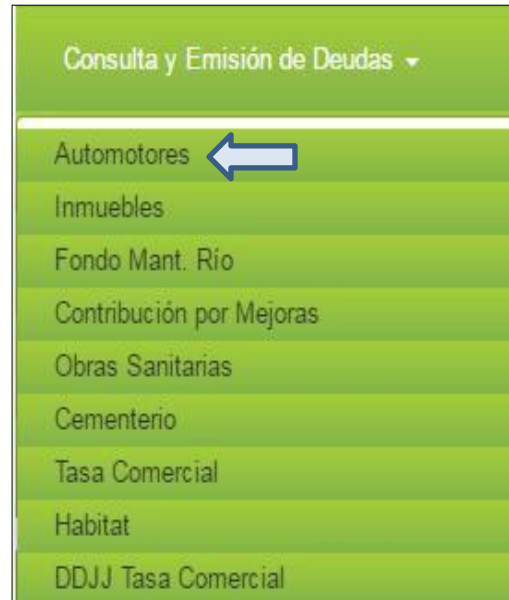 Consulta y Emisión de Deudas
Automotores
Inmuebles
Fondo Mant. Río
Contribución por Mejoras
Obras Sanitarias
Cementerio
Tasa Comercial
Habitat
DDJJ Tasa Comercial